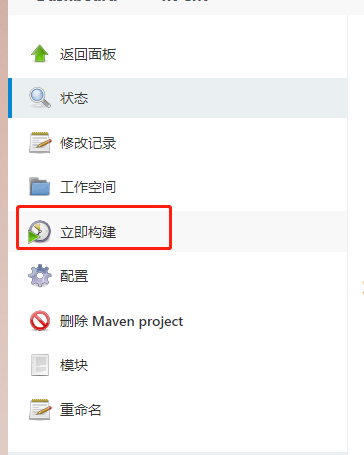 返回面板
状态
修改记录
工作空间
立即构建
配置
删除 Maven project
模块
重命名